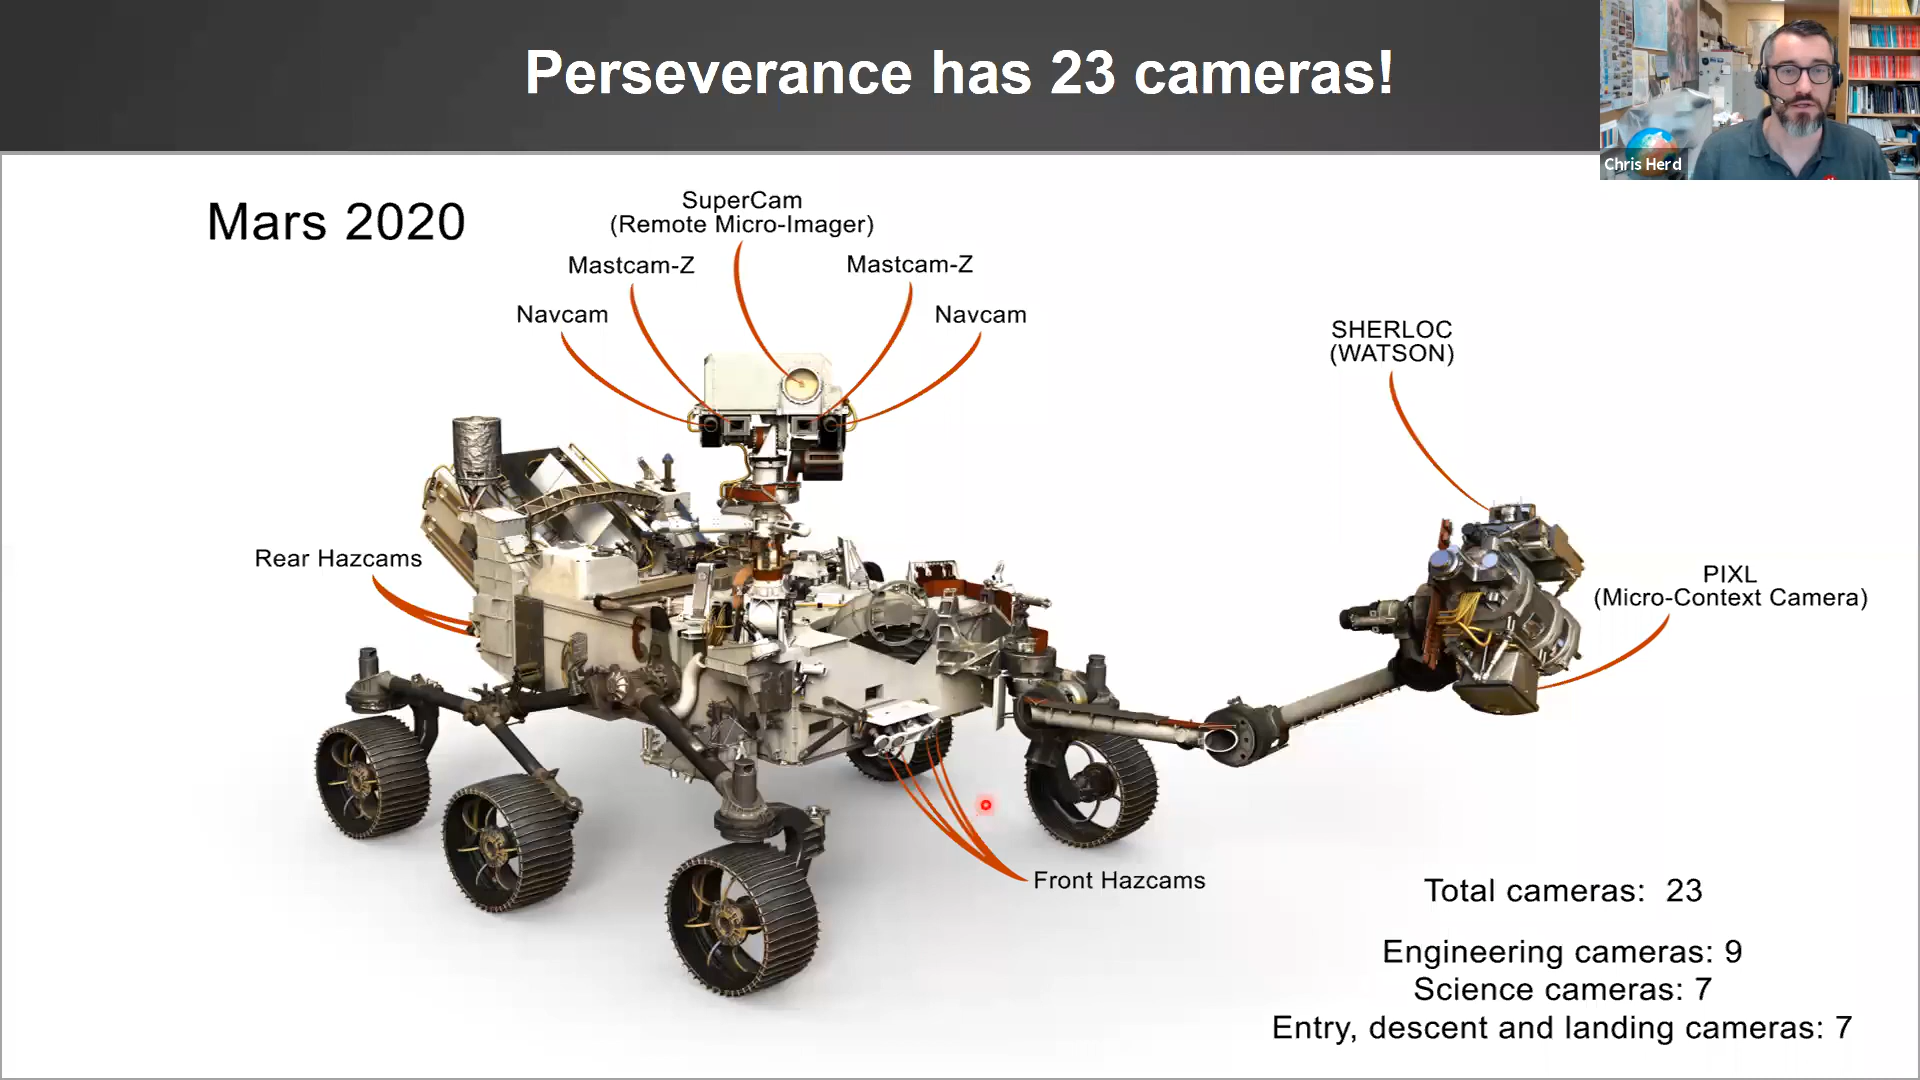 Perseverance has 23 cameras!
Chris Herd
Mars 2020
SuperCam
(Remote Micro-Imager)
Mastcam-Z
Mastcam-Z
Navcam
Navcam
SHERLOC
(WATSON)
Rear Hazcams
PIXL
(Micro-Context Camera)
Front Hazcams
Total cameras: 23
Engineering cameras: 9
Science cameras: 7
Entry, descent and landing cameras: 7